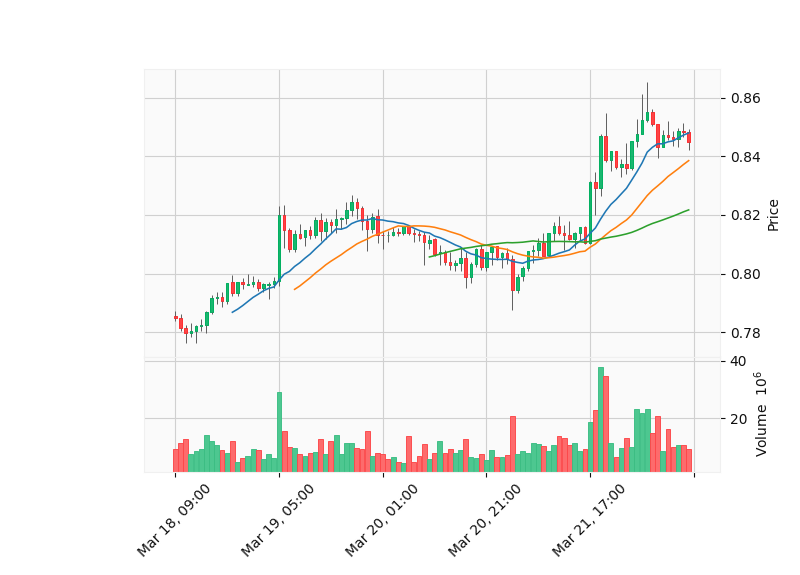 0.86
0.84
0.82
0.80
0.78
Price
40
20
Volume 10^6
Mar 18, 09:00
Mar 19, 05:00
Mar 20, 01:00
Mar 20, 21:00
Mar 21, 17:00